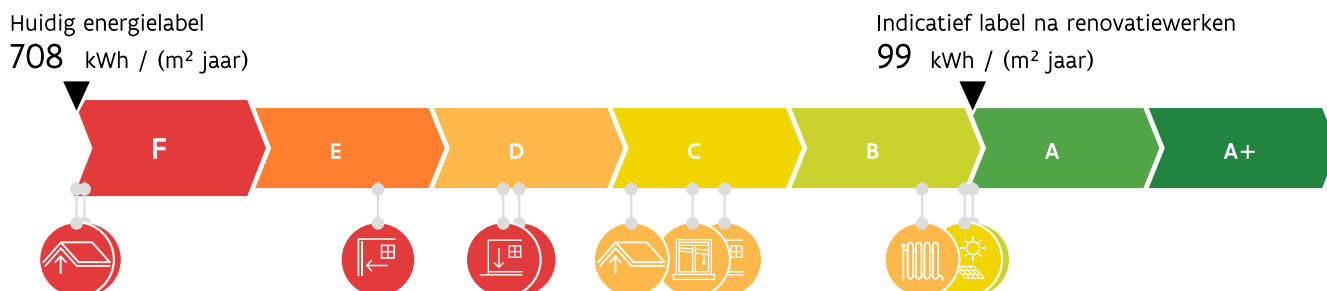 Huidig energielabel
708 kWh / (m² jaar)
Indicatief label na renovatiewerken
99 kWh / (m² jaar)
F E D C B A A+